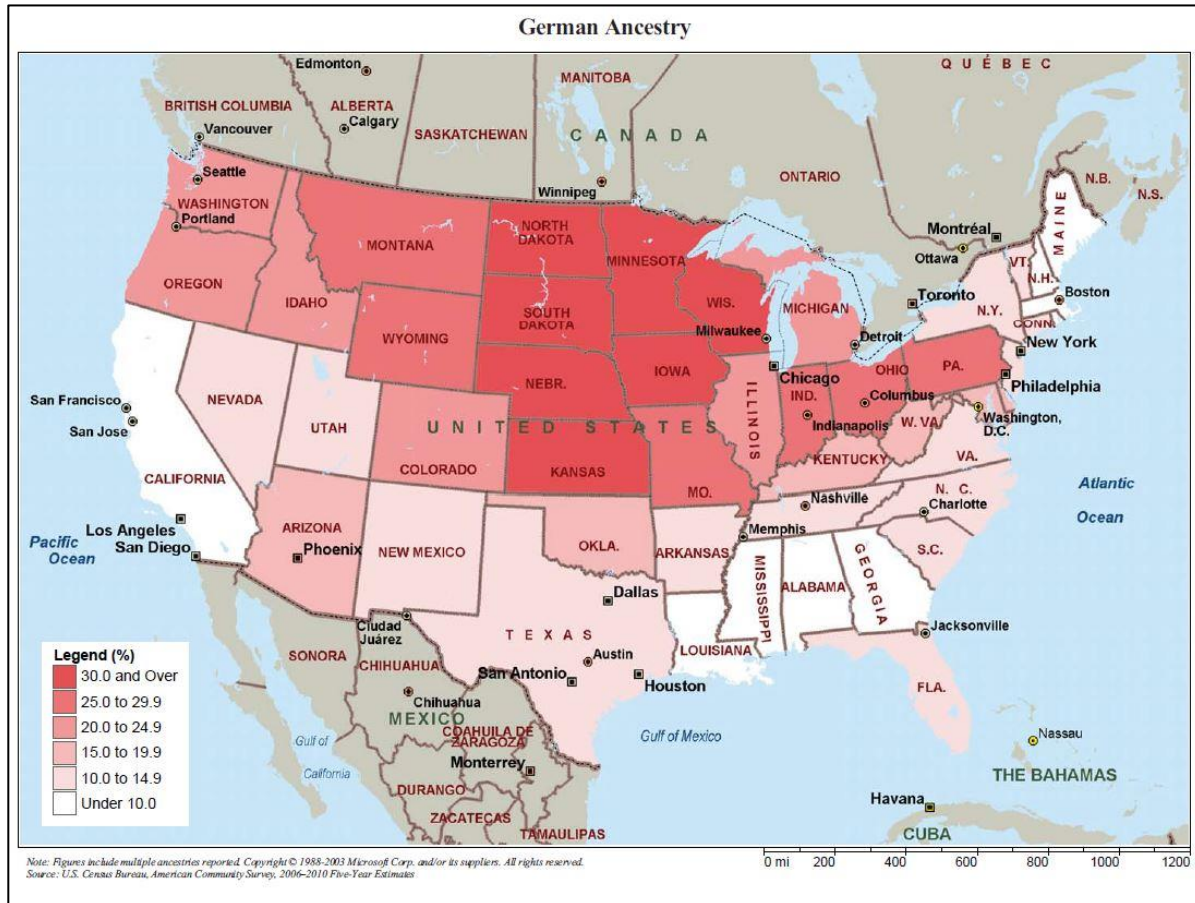 German Ancestry
Edmonton
MANITOBA
QUÉBEC
BRITISH COLUMBIA
ALBERTA
Calgary
SASKATCHEWAN
CANADA
Vancouver
ONTARIO
N.B.
N.S.
Seattle
Winnipeg
WASHINGTON
Portland
MONTANA
NORTH
DAKOTA
MINNESOTA
Montréal
Ottawa
MAINE
VT.
N.H.
OREGON
IDAHO
SOUTH
DAKOTA
WIS.
MICHIGAN
Toronto
N.Y.
Boston
CONN.
WYOMING
Milwaukee
Detroit
New York
NEBR.
IOWA
Chicago
OHIO
PA.
Philadelphia
San Francisco
San Jose
NEVADA
UTAH
UNITED STATES
ILLINOIS
IND.
Columbus
Indianapolis
W. VA.
Washington,
D.C.
COLORADO
KANSAS
MO.
KENTUCKY
VA.
CALIFORNIA
Nashville
N. C.
Charlotte
Atlantic
Ocean
Los Angeles
San Diego
Pacific
Ocean
ARIZONA
Phoenix
NEW MEXICO
OKLA.
ARKANSAS
Memphis
S.C.
MISSISSIPPI
ALABAMA
GEORGIA
Dallas
Ciudad
Juárez
TEXAS
LOUISIANA
Jacksonville
Austin
San Antonio
Houston
FLA.
SONORA
CHIHUAHUA
Chihuahua
MEXICO
COAHUILA DE
ZARAGOZA
Monterrey
Gulf of
California
Gulf of Mexico
Nassau
THE BAHAMAS
DURANGO
ZACATECAS
TAMAULIPAS
Havana
CUBA
Legend (%)
30.0 and Over
25.0 to 29.9
20.0 to 24.9
15.0 to 19.9
10.0 to 14.9
Under 10.0
0 mi 200 400 600 800 1000 1200
Note: Figures include multiple ancestries reported. Copyright © 1988-2003 Microsoft Corp. and/or its suppliers. All rights reserved.
Source: U.S. Census Bureau, American Community Survey, 2006–2010 Five-Year Estimates